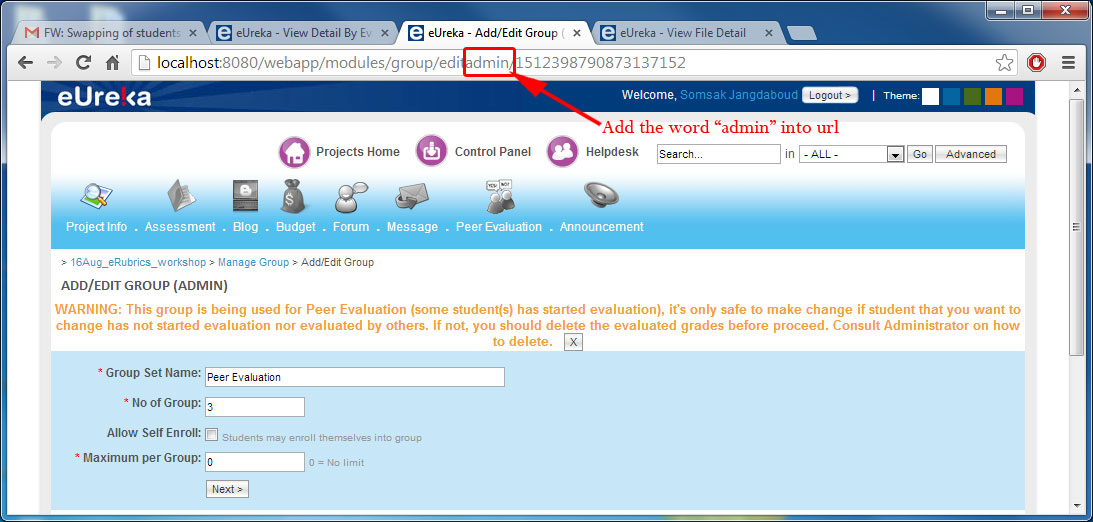 FW: Swapping of students
eUreka - View Detail By Ev
eUreka - Add/Edit Group (
eUreka - View File Detail
localhost:8080/webapp/modules/group/editadmin/1512398790873137152
eUreka
Welcome, Somsak Jangdaboud Logout > | Theme:
Add the word “admin” into url
Projects Home Control Panel Helpdesk Search... in - ALL - Go Advanced
YES! NO!
Project Info . Assessment . Blog . Budget . Forum . Message . Peer Evaluation . Announcement
> 16Aug_eRubrics_workshop > Manage Group > Add/Edit Group
ADD/EDIT GROUP (ADMIN)
WARNING: This group is being used for Peer Evaluation (some student(s) has started evaluation), it's only safe to make change if student that you want to
change has not started evaluation nor evaluated by others. If not, you should delete the evaluated grades before proceed. Consult Administrator on how
to delete. X
* Group Set Name: Peer Evaluation
* No of Group: 3
Allow Self Enroll: Students may enroll themselves into group
* Maximum per Group: 0 0 = No limit
Next >